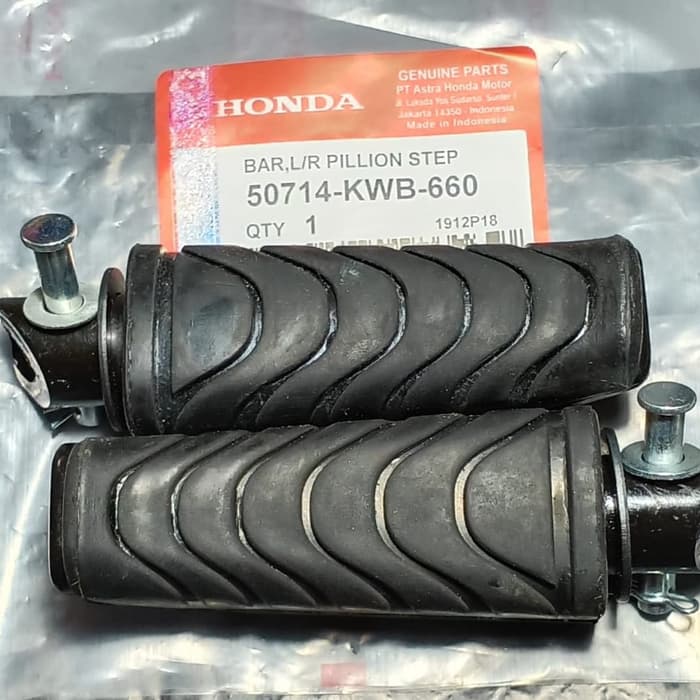 HONDA
GENUINE PARTS
PT Astra Honda Motor
Jl. Laksda Yos Sudarso, Sunter I
Jakarta 14350 - Indonesia
Made in Indonesia
BAR,L/R PILLION STEP
50714-KWB-660
QTY 1
1912P18